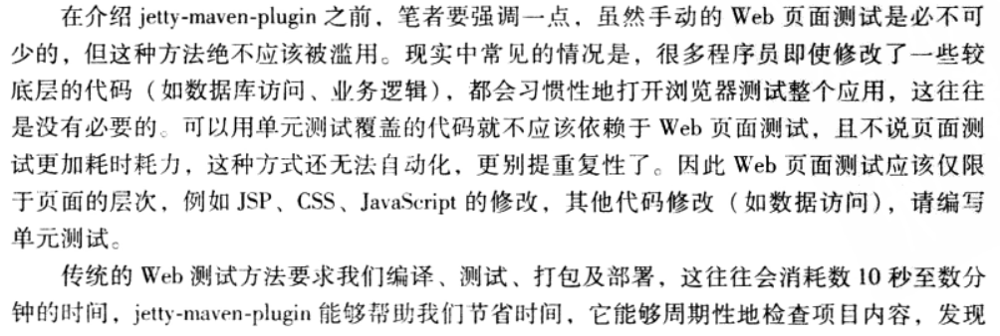 在介绍 jetty-maven-plugin 之前，笔者要强调一点，虽然手动的 Web 页面测试是必不可
少的，但这种方法绝不应该被滥用。现实中常见的情况是，很多程序员即使修改了一些较
底层的代码（如数据库访问、业务逻辑），都会习惯性地打开浏览器测试整个应用，这往往
是没有必要的。可以用单元测试覆盖的代码就不应该依赖于 Web 页面测试，且不说页面测
试更加耗时耗力，这种方式还无法自动化，更别提重复性了。因此 Web 页面测试应该仅限
于页面的层次，例如 JSP、CSS、JavaScript 的修改，其他代码修改（如数据访问），请编写
单元测试。
传统的 Web 测试方法要求我们编译、测试、打包及部署，这往往会消耗数 10 秒至数分
钟的时间，jetty-maven-plugin 能够帮助我们节省时间，它能够周期性地检查项目内容，发现